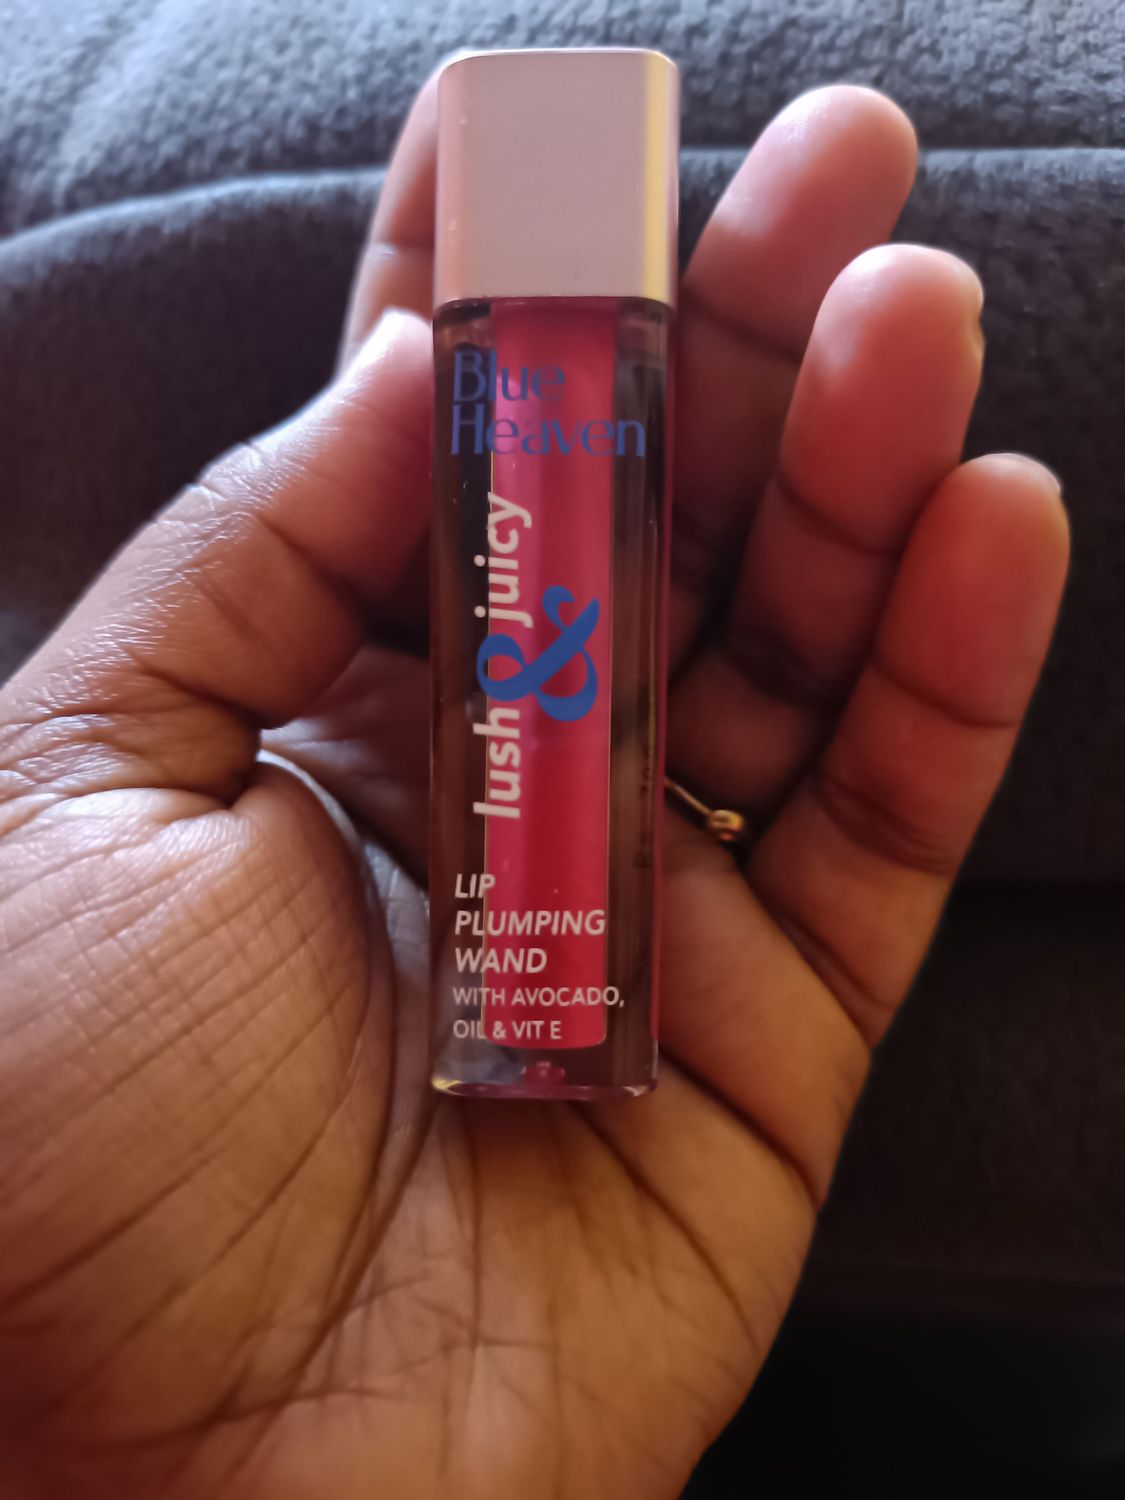 Blue
Heaven
lush & juicy
LIP
PLUMPING
WAND
WITH AVOCADO,
OIL & VIT E